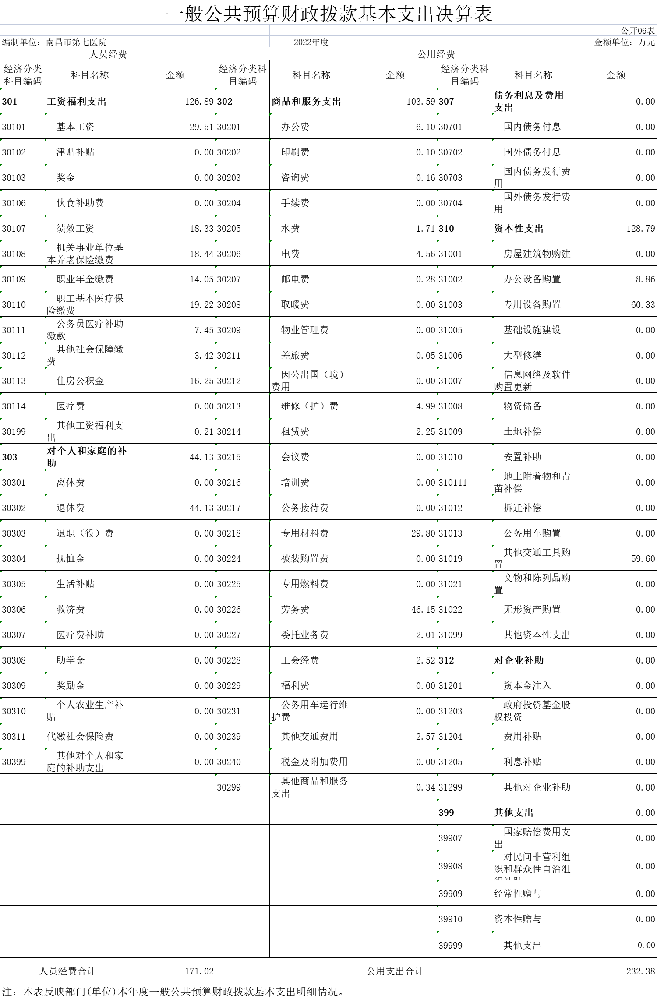 一般公共预算财政拨款基本支出决算表
公开06表
编制单位：南昌市第七医院 2022年度 金额单位：万元
人员经费 公用经费
经济分类科目编码 科目名称 金额 经济分类科目编码 科目名称 金额 经济分类科目编码 科目名称 金额
301 工资福利支出 126.89 302 商品和服务支出 103.59 307 债务利息及费用支出 0.00
30101 基本工资 29.51 30201 办公费 6.10 30701 国内债务付息 0.00
30102 津贴补贴 0.00 30202 印刷费 0.10 30702 国外债务付息 0.00
30103 奖金 0.00 30203 咨询费 0.16 30703 国内债务发行费用 0.00
30106 伙食补助费 0.00 30204 手续费 0.00 30704 国外债务发行费用 0.00
30107 绩效工资 18.33 30205 水费 1.71 310 资本性支出 128.79
30108 机关事业单位基本养老保险缴费 18.44 30206 电费 4.56 31001 房屋建筑物购建 0.00
30109 职业年金缴费 14.05 30207 邮电费 0.28 31002 办公设备购置 8.86
30110 职工基本医疗保险缴费 19.22 30208 取暖费 0.00 31003 专用设备购置 60.33
30111 公务员医疗补助缴款 7.45 30209 物业管理费 0.00 31005 基础设施建设 0.00
30112 其他社会保障缴费 3.42 30211 差旅费 0.05 31006 大型修缮 0.00
30113 住房公积金 16.25 30212 因公出国（境）费用 0.00 31007 信息网络及软件购置更新 0.00
30114 医疗费 0.00 30213 维修（护）费 4.99 31008 物资储备 0.00
30199 其他工资福利支出 0.21 30214 租赁费 2.25 31009 土地补偿 0.00
303 对个人和家庭的补助 44.13 30215 会议费 0.00 31010 安置补助 0.00
30301 离休费 0.00 30216 培训费 0.00 310111 地上附着物和青苗补偿 0.00
30302 退休费 44.13 30217 公务接待费 0.00 31012 拆迁补偿 0.00
30303 退职（役）费 0.00 30218 专用材料费 29.80 31013 公务用车购置 0.00
30304 抚恤金 0.00 30224 被装购置费 0.00 31019 其他交通工具购置 59.60
30305 生活补贴 0.00 30225 专用燃料费 0.00 31021 文物和陈列品购置 0.00
30306 救济费 0.00 30226 劳务费 46.15 31022 无形资产购置 0.00
30307 医疗费补助 0.00 30227 委托业务费 2.01 31099 其他资本性支出 0.00
30308 助学金 0.00 30228 工会经费 2.52 312 对企业补助 0.00
30309 奖励金 0.00 30229 福利费 0.00 31201 资本金注入 0.00
30310 个人农业生产补贴 0.00 30231 公务用车运行维护费 0.00 31203 政府投资基金股权投资 0.00
30311 代缴社会保险费 0.00 30239 其他交通费用 2.57 31204 费用补贴 0.00
30399 其他对个人和家庭的补助支出 0.00 30240 税金及附加费用 0.00 31205 利息补贴 0.00
30299 其他商品和服务支出 0.34 31299 其他对企业补助 0.00
399 其他支出 0.00
39907 国家赔偿费用支出 0.00
39908 对民间非营利组织和群众性自治组织补贴 0.00
39909 经常性赠与 0.00
39910 资本性赠与 0.00
39999 其他支出 0.00
人员经费合计 171.02 公用支出合计 232.38
注：本表反映部门(单位)本年度一般公共预算财政拨款基本支出明细情况。